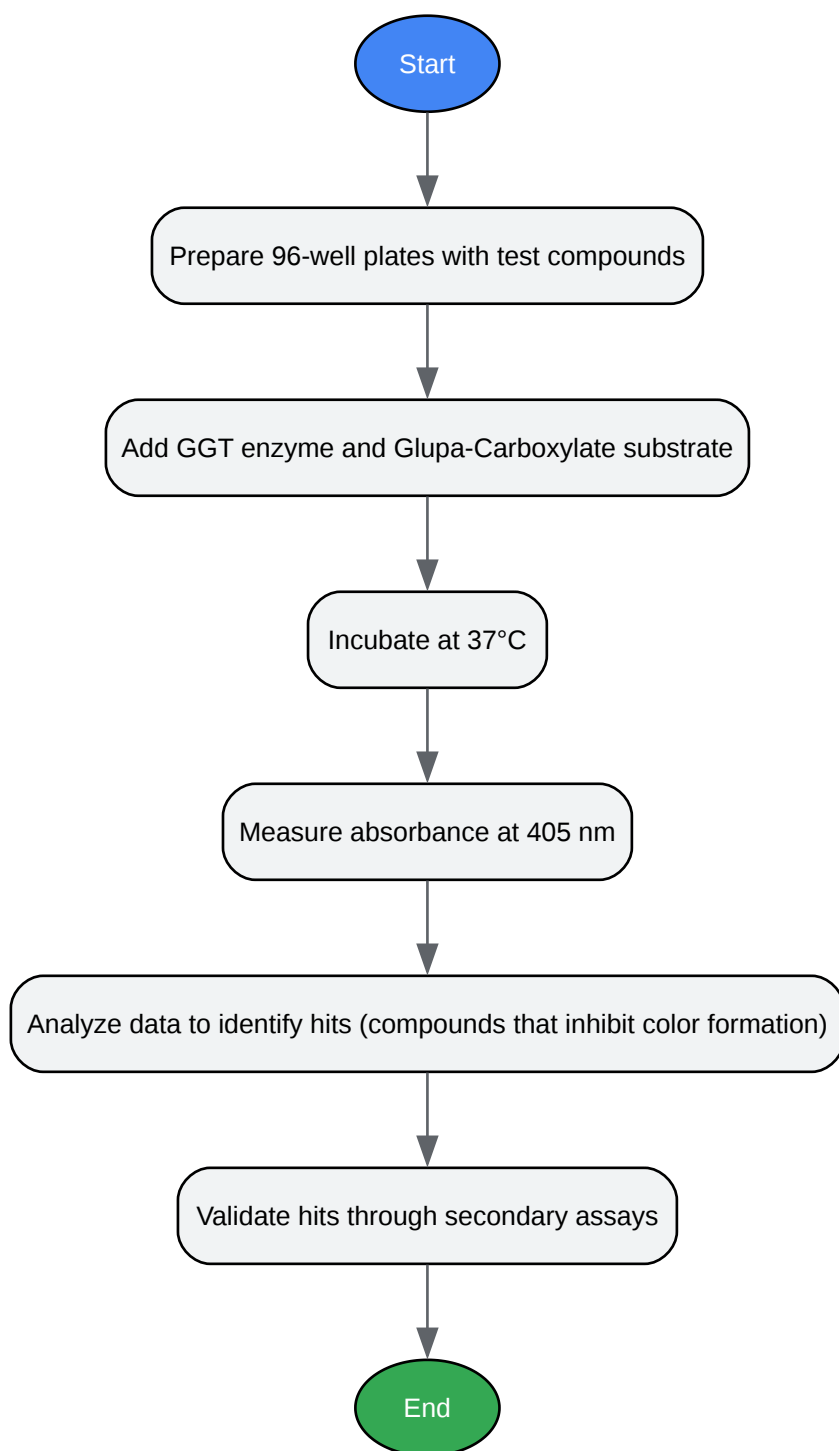 Start
Prepare 96-well plates with test compounds
Add GGT enzyme and Glupa-Carboxylate substrate
Incubate at 37°C
Measure absorbance at 405 nm
Analyze data to identify hits (compounds that inhibit color formation)
Validate hits through secondary assays
End